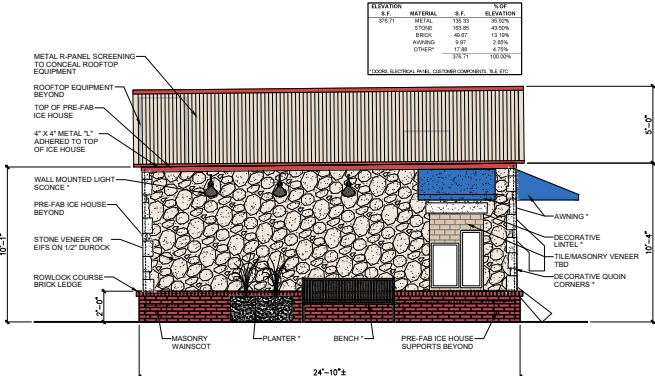 ELEVATION % OF
S.F. MATERIAL S.F. ELEVATION
376.71 METAL 135.33 35.92%
STONE 163.85 43.50%
BRICK 49.67 13.19%
AWNING 9.97 2.65%
OTHER* 17.88 4.75%
376.71 100.00%
* DOORS, ELECTRICAL PANEL, CUSTOMER COMPONENTS, TILE, ETC
METAL R-PANEL SCREENING
TO CONCEAL ROOFTOP
EQUIPMENT
ROOFTOP EQUIPMENT
BEYOND
TOP OF PRE-FAB
ICE HOUSE
4" X 4" METAL "L"
ADHERED TO TOP
OF ICE HOUSE
WALL MOUNTED LIGHT
SCONCE *
PRE-FAB ICE HOUSE
BEYOND
STONE VENEER OR
EIFS ON 1/2" DUROCK
ROWLOCK COURSE
BRICK LEDGE
10'-1"
2'-0"
5'-0"
10'-4"
AWNING *
DECORATIVE
LINTEL *
TILE/MASONRY VENEER
TBD
DECORATIVE QUOIN
CORNERS *
MASONRY
WAINSCOT
PLANTER *
BENCH *
PRE-FAB ICE HOUSE
SUPPORTS BEYOND
24'-10"±